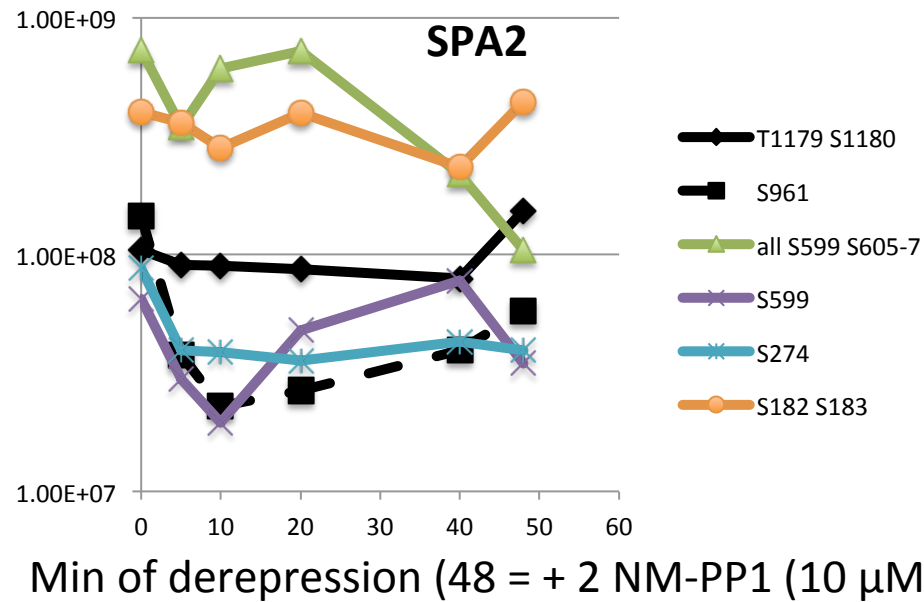 1.00E+09
SPA2
1.00E+08
1.00E+07
0 10 20 30 40 50 60
T1179 S1180
S961
all S599 S605-7
S599
S274
S182 S183
Min of derepression (48 = + 2 NM-PP1 (10 µM